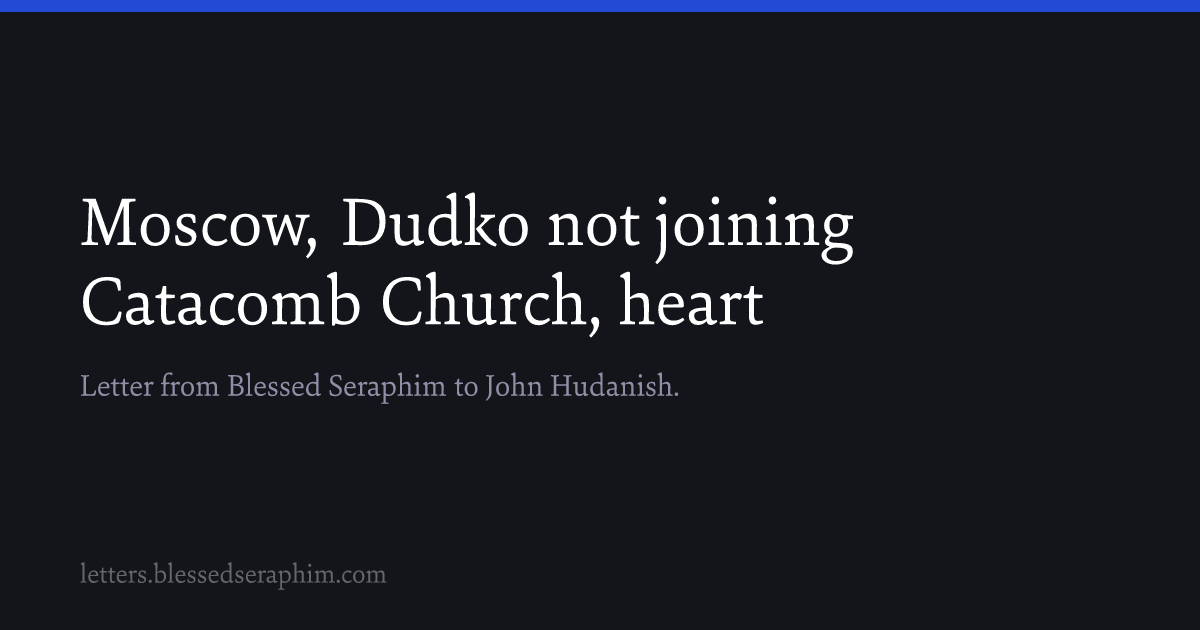 Moscow, Dudko not joining
Catacomb Church, heart
Letter from Blessed Seraphim to John Hudanish.
letters.blessedseraphim.com